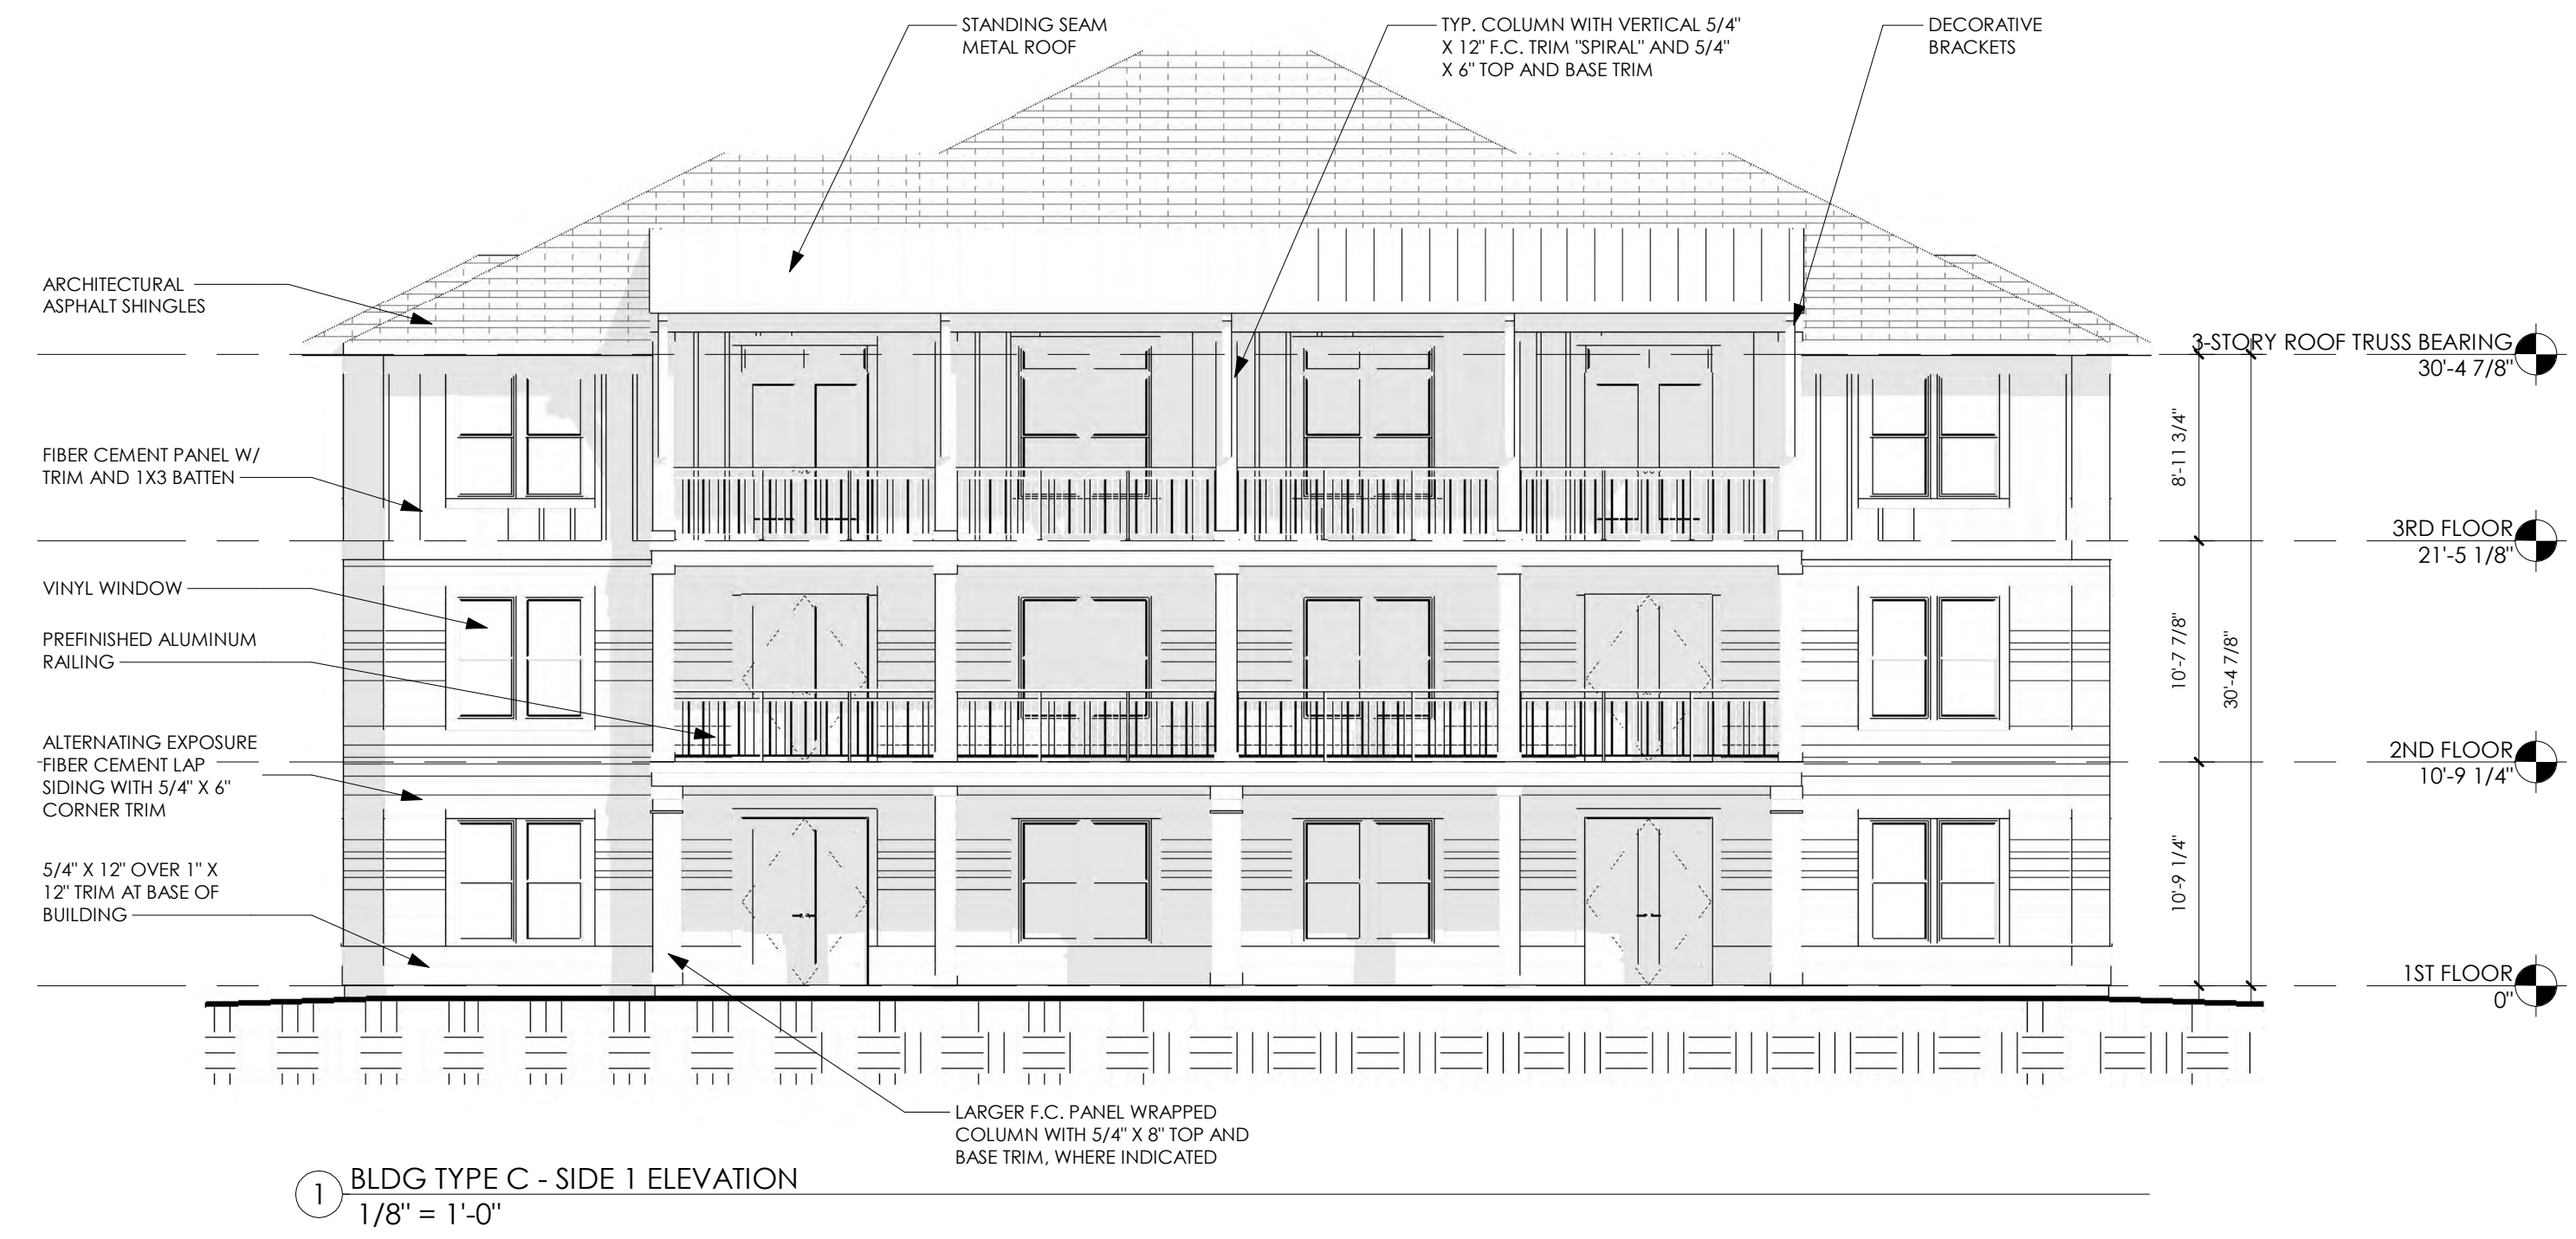 STANDING SEAM
METAL ROOF
TYP. COLUMN WITH VERTICAL 5/4"
X 12" F.C. TRIM "SPIRAL" AND 5/4"
X 6" TOP AND BASE TRIM
DECORATIVE
BRACKETS
ARCHITECTURAL
ASPHALT SHINGLES
FIBER CEMENT PANEL W/
TRIM AND 1X3 BATTEN
VINYL WINDOW
PREFINISHED ALUMINUM
RAILING
ALTERNATING EXPOSURE
FIBER CEMENT LAP
SIDING WITH 5/4" X 6"
CORNER TRIM
5/4" X 12" OVER 1" X
12" TRIM AT BASE OF
BUILDING
3-STORY ROOF TRUSS BEARING
30'-4 7/8"
8'-11 3/4"
3RD FLOOR
21'-5 1/8"
10'-7 7/8"
30'-4 7/8"
2ND FLOOR
10'-9 1/4"
10'-9 1/4"
1ST FLOOR
0"
LARGER F.C. PANEL WRAPPED
COLUMN WITH 5/4" X 8" TOP AND
BASE TRIM, WHERE INDICATED
1
BLDG TYPE C - SIDE 1 ELEVATION
1/8" = 1'-0"